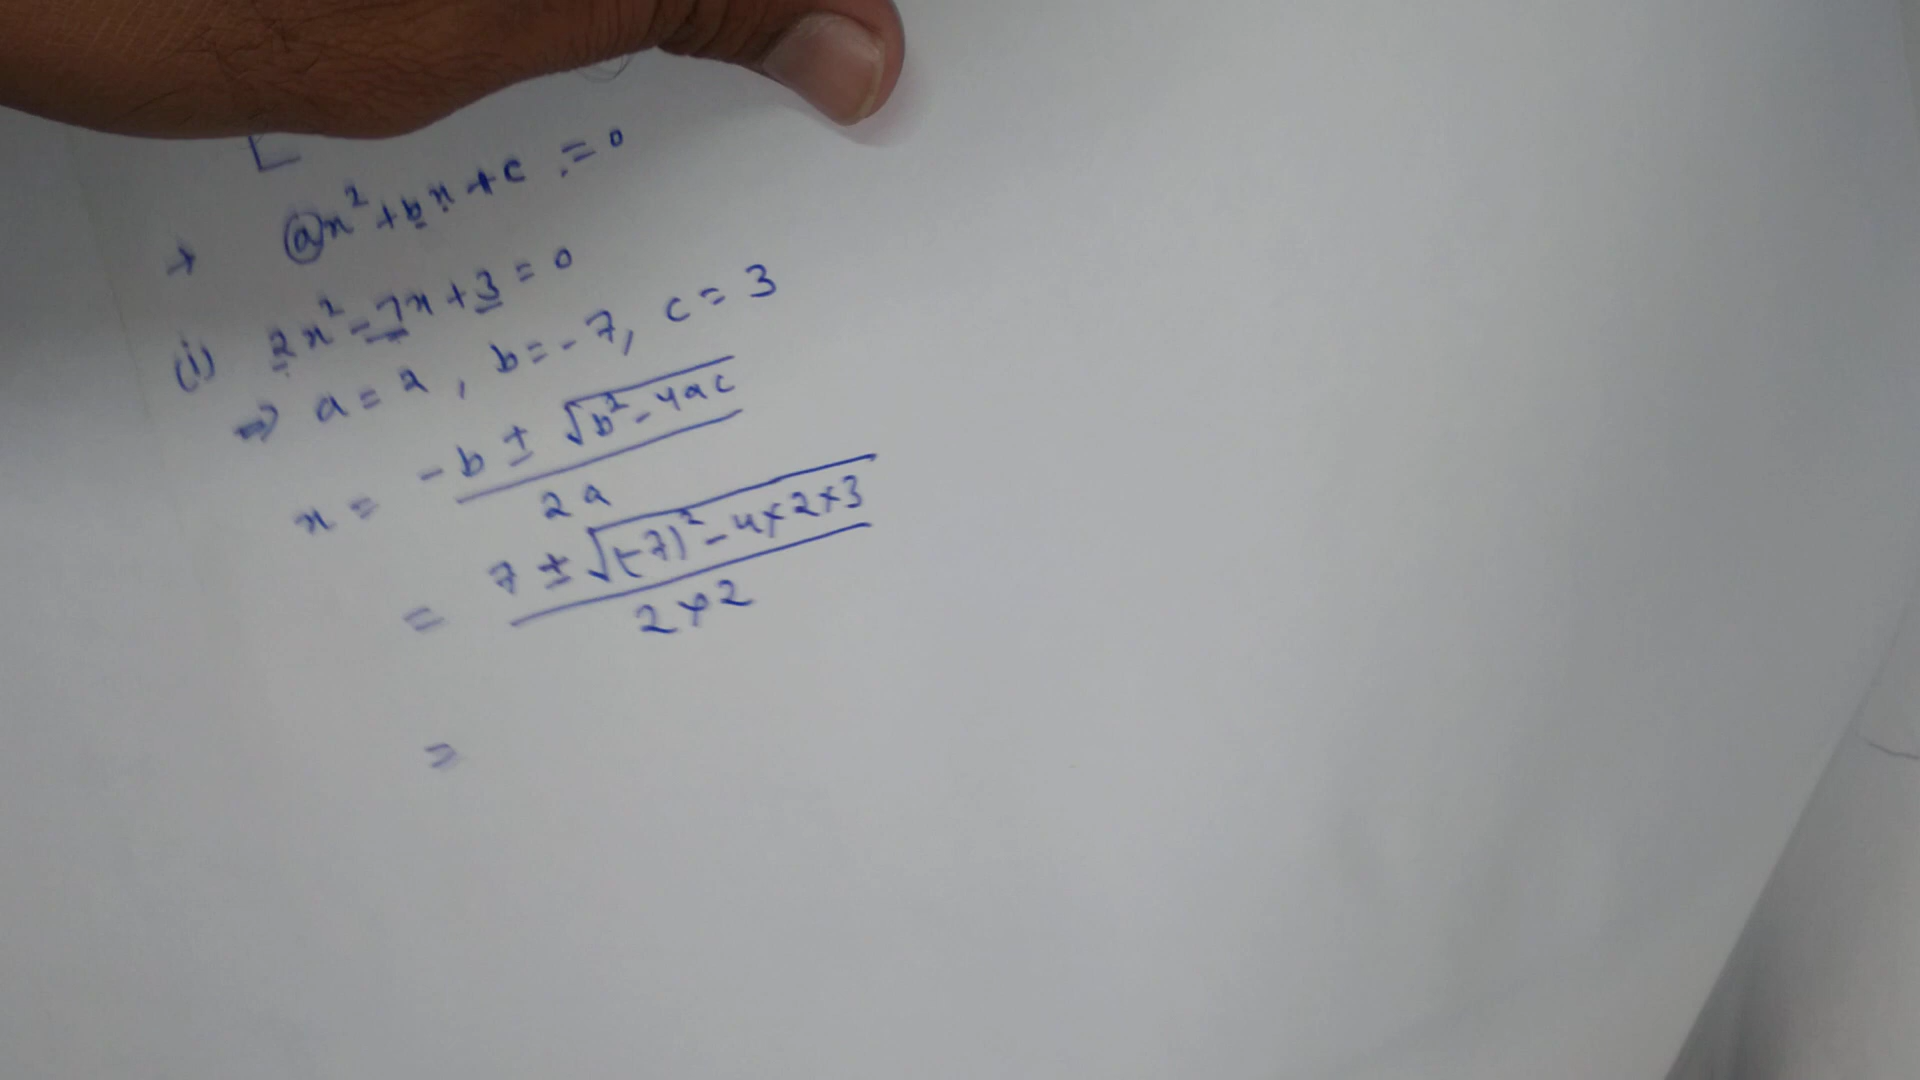 → ax² + bx + c = 0
(i) 2x² - 7x + 3 = 0
⇒ a = 2, b = -7, c = 3
x = (-b ± √(b² - 4ac)) / 2a
= (7 ± √((-7)² - 4×2×3)) / 2×2
=